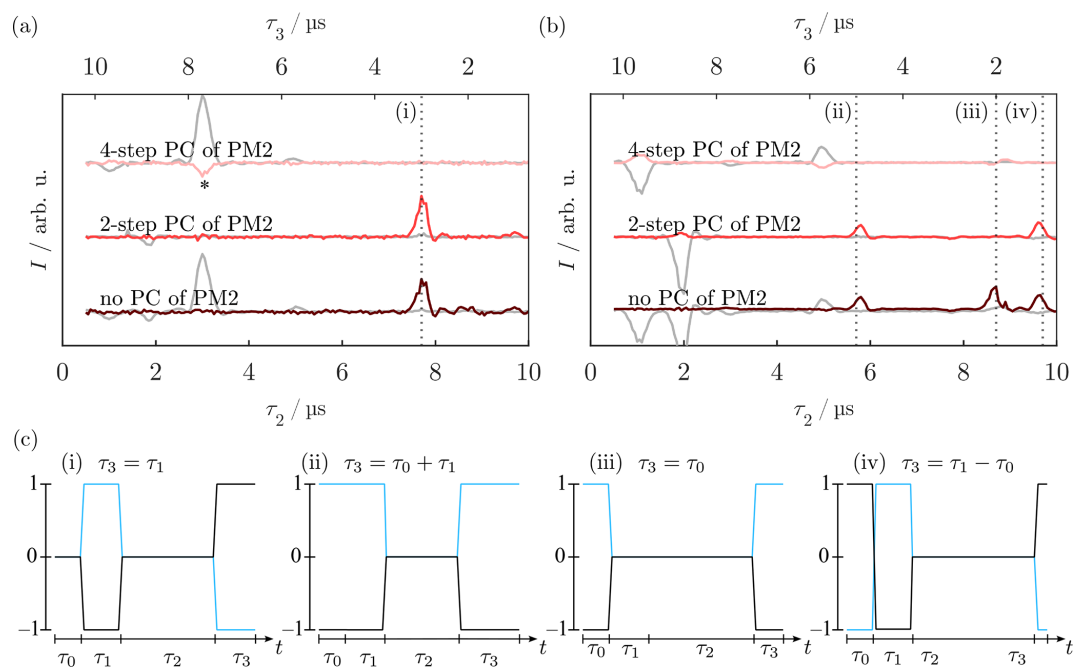 (a)
τ3 / μs
10 8 6 4 2
(i)
4-step PC of PM2
*
2-step PC of PM2
no PC of PM2
I / arb. u.
0 2 4 6 8 10
τ2 / μs
(b)
τ3 / μs
10 8 6 4 2
(ii) (iii) (iv)
4-step PC of PM2
2-step PC of PM2
no PC of PM2
I / arb. u.
0 2 4 6 8 10
τ2 / μs
(c)
(i) τ3 = τ1
1
0
−1
τ0 τ1 τ2 τ3 t
(ii) τ3 = τ0 + τ1
1
0
−1
τ0 τ1 τ2 τ3 t
(iii) τ3 = τ0
1
0
−1
τ0 τ1 τ2 τ3 t
(iv) τ3 = τ1 − τ0
1
0
−1
τ0 τ1 τ2 τ3 t